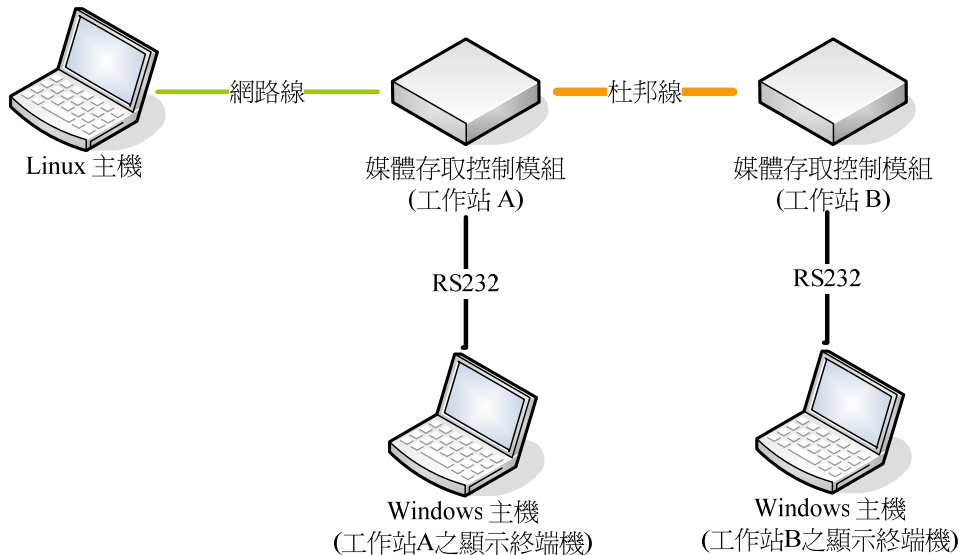 網路線
杜邦線
Linux 主機
媒體存取控制模組
(工作站 A)
媒體存取控制模組
(工作站 B)
RS232
RS232
Windows 主機
(工作站A之顯示終端機)
Windows 主機
(工作站B之顯示終端機)